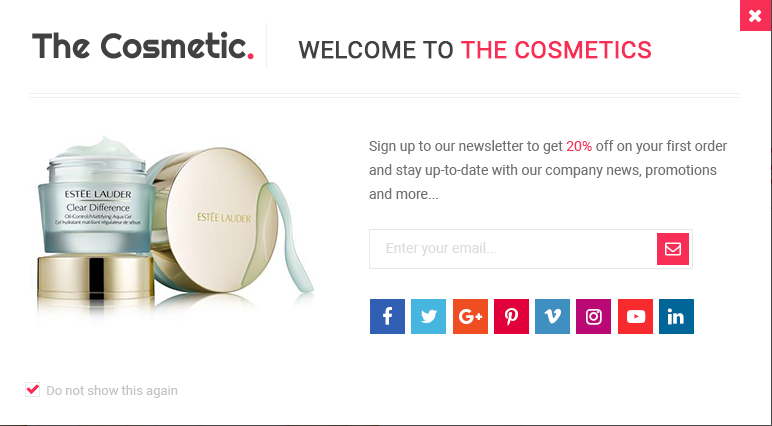 The Cosmetic.
WELCOME TO THE COSMETICS
Sign up to our newsletter to get 20% off on your first order
and stay up-to-date with our company news, promotions
and more...
ESTĒE LAUDER
Clear Difference
Oil-Control/Mattifying Aqua Gel
Gel hydratant matifiant régulateur de sébum
ESTĒE LAUDER
Enter your email...
Do not show this again